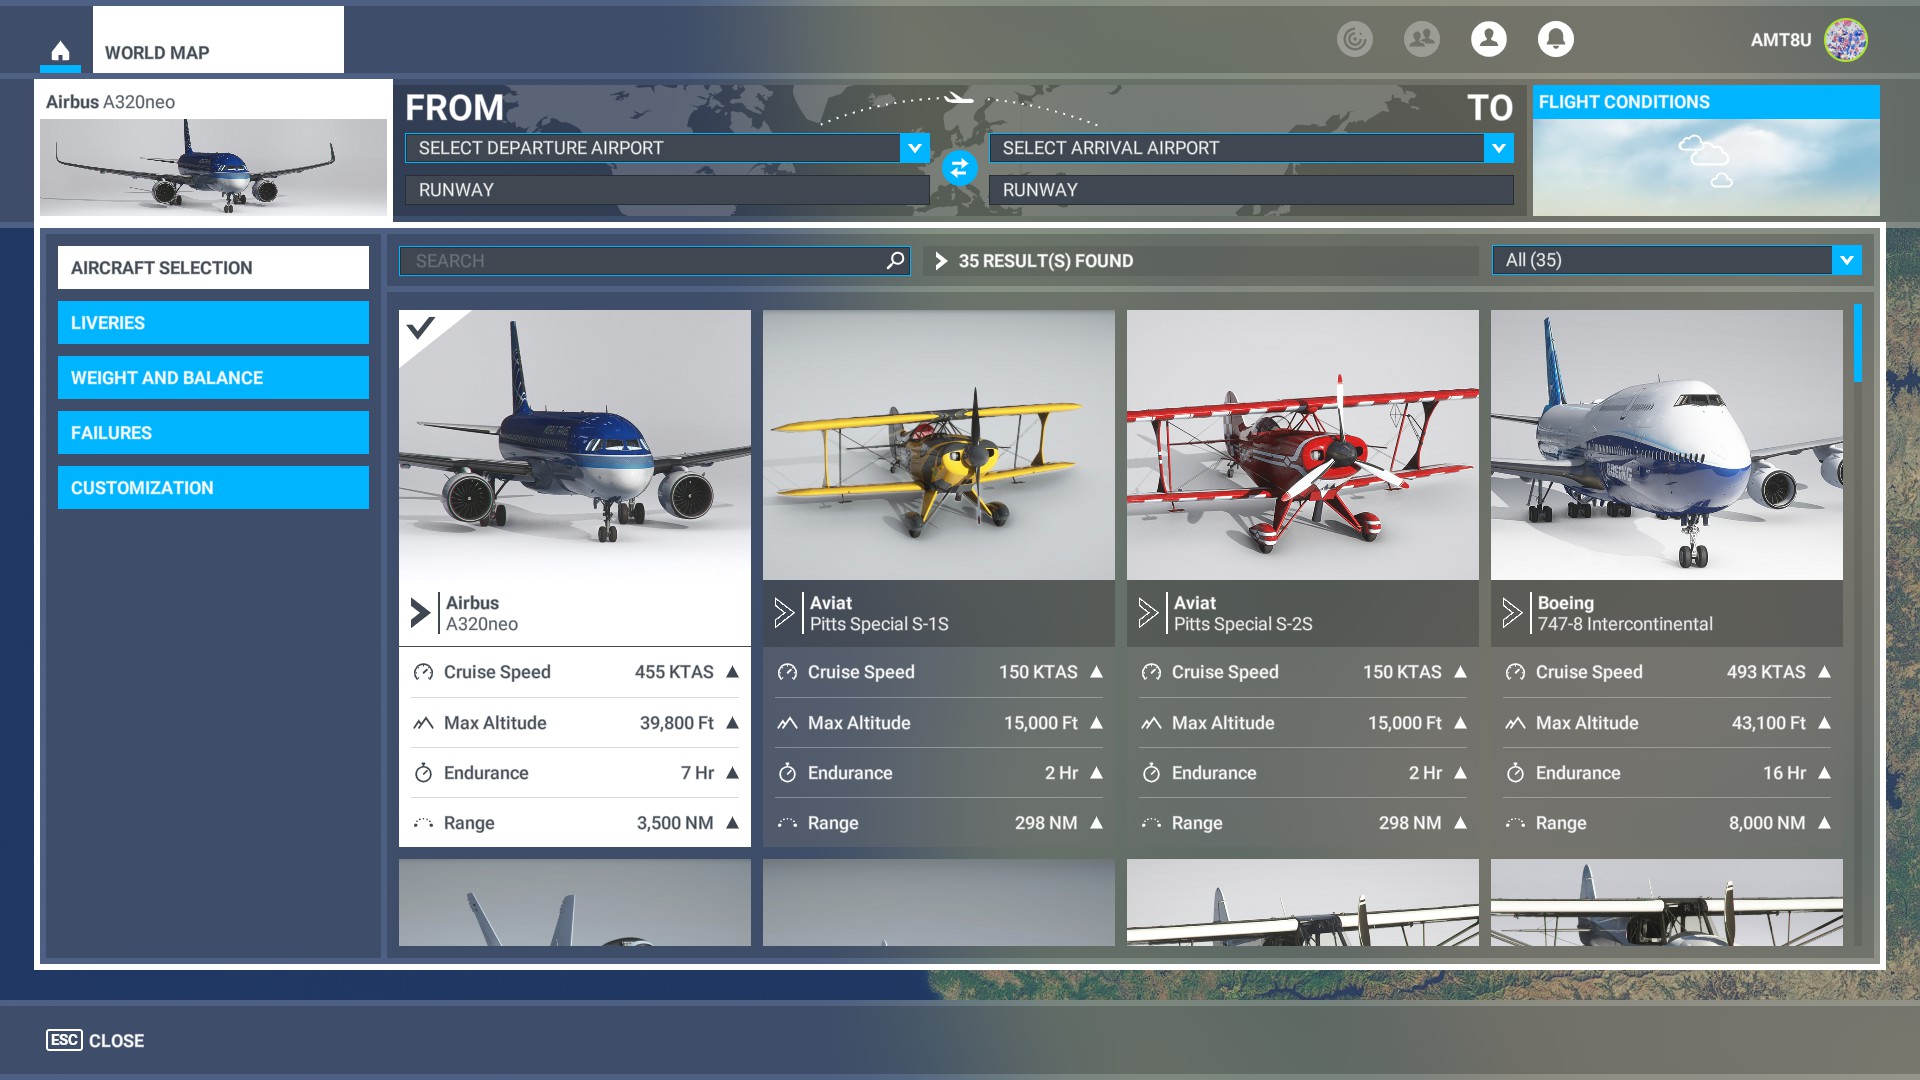 WORLD MAP
AMT8U
Airbus A320neo
FROM
TO
SELECT DEPARTURE AIRPORT
SELECT ARRIVAL AIRPORT
RUNWAY
RUNWAY
FLIGHT CONDITIONS
AIRCRAFT SELECTION
LIVERIES
WEIGHT AND BALANCE
FAILURES
CUSTOMIZATION
SEARCH
35 RESULT(S) FOUND
All (35)
Airbus
A320neo
Cruise Speed 455 KTAS
Max Altitude 39,800 Ft
Endurance 7 Hr
Range 3,500 NM
Aviat
Pitts Special S-1S
Cruise Speed 150 KTAS
Max Altitude 15,000 Ft
Endurance 2 Hr
Range 298 NM
Aviat
Pitts Special S-2S
Cruise Speed 150 KTAS
Max Altitude 15,000 Ft
Endurance 2 Hr
Range 298 NM
BOEING
Boeing
747-8 Intercontinental
Cruise Speed 493 KTAS
Max Altitude 43,100 Ft
Endurance 16 Hr
Range 8,000 NM
ESC CLOSE